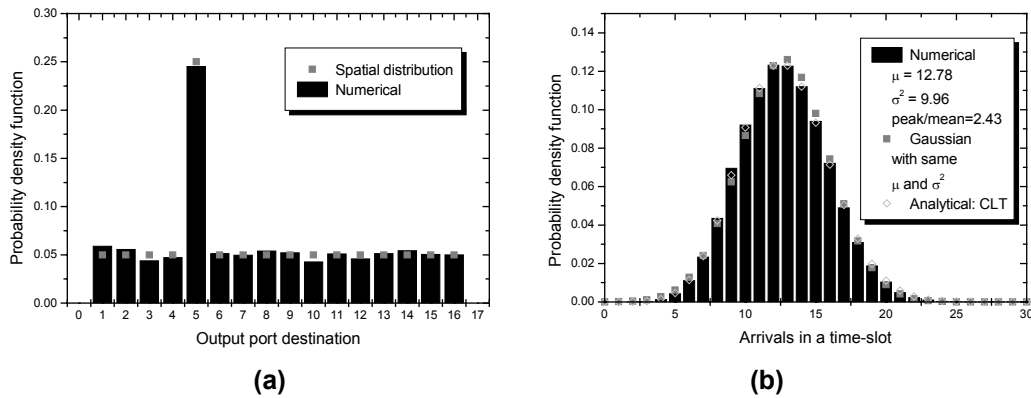 0.30
0.25
0.20
0.15
0.10
0.05
0.00
Probability density function
Spatial distribution
Numerical
0 1 2 3 4 5 6 7 8 9 10 11 12 13 14 15 16 17
Output port destination
(a)
0.14
0.12
0.10
0.08
0.06
0.04
0.02
0.00
Probability density function
Numerical
μ = 12.78
σ² = 9.96
peak/mean=2.43
Gaussian
with same
μ and σ²
Analytical: CLT
0 5 10 15 20 25 30
Arrivals in a time-slot
(b)